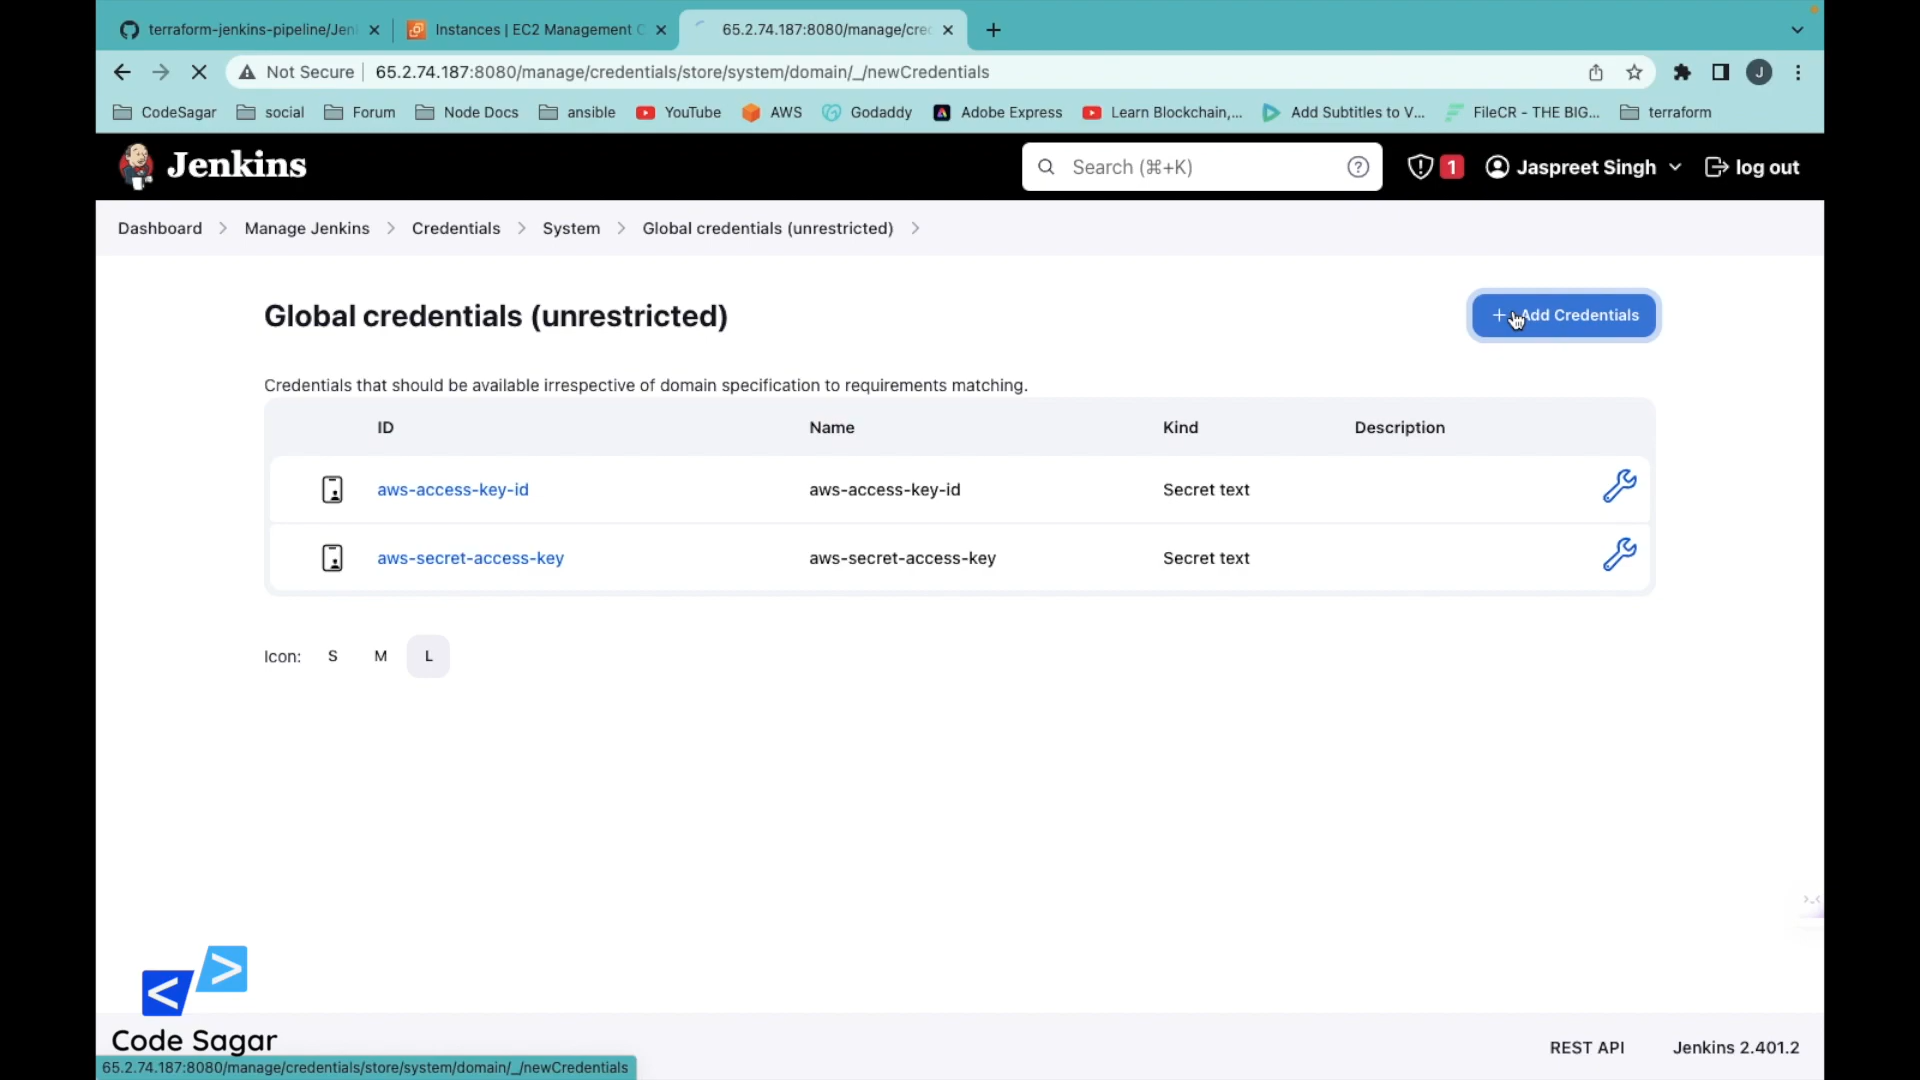 terraform-jenkins-pipeline/Jen
Instances | EC2 Management C
65.2.74.187:8080/manage/cred
Not Secure
65.2.74.187:8080/manage/credentials/store/system/domain/_/newCredentials
J
CodeSagar
social
Forum
Node Docs
ansible
YouTube
AWS
Godaddy
Adobe Express
Learn Blockchain,...
Add Subtitles to V...
FileCR - THE BIG...
terraform
Jenkins
Search (⌘+K)
1
Jaspreet Singh
log out
Dashboard
Manage Jenkins
Credentials
System
Global credentials (unrestricted)
Global credentials (unrestricted)
+ Add Credentials
Credentials that should be available irrespective of domain specification to requirements matching.
ID Name Kind Description
aws-access-key-id aws-access-key-id Secret text
aws-secret-access-key aws-secret-access-key Secret text
Icon: S M L
Code Sagar
REST API
Jenkins 2.401.2
65.2.74.187:8080/manage/credentials/store/system/domain/_/newCredentials